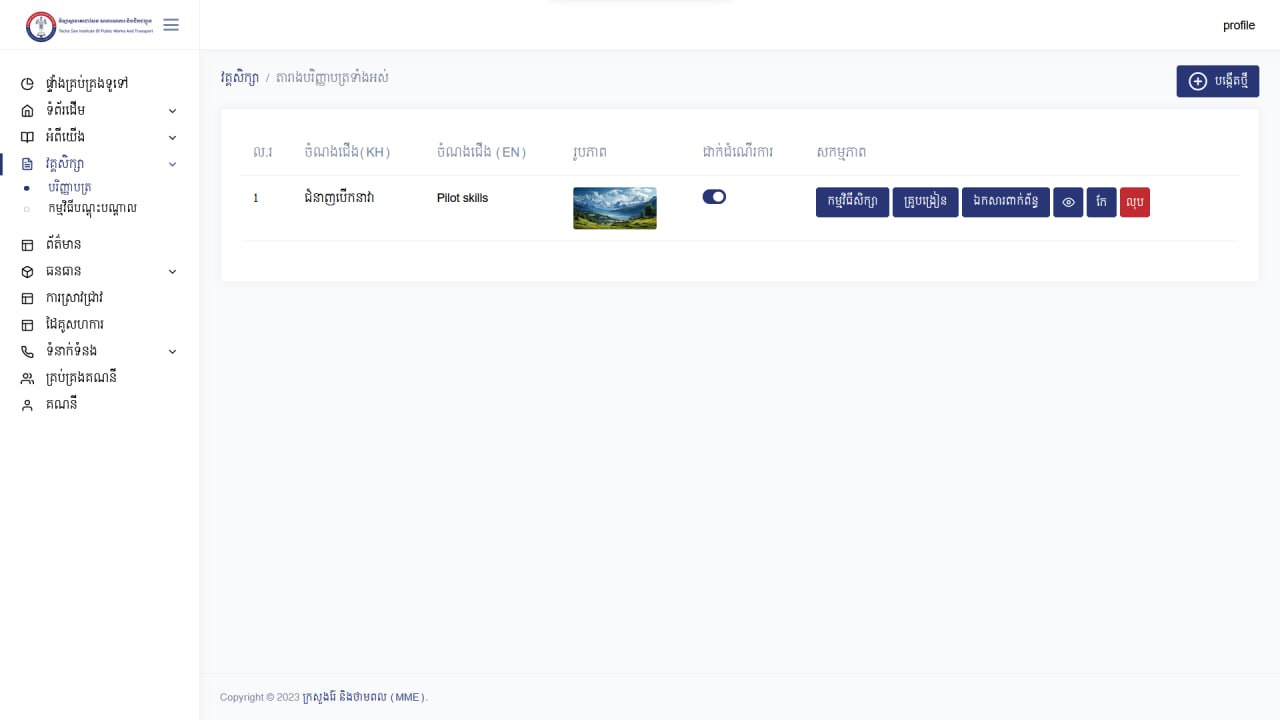 Techo Sen Institute Of Public Works And Transport
profile
ផ្ទាំងគ្រប់គ្រងទូទៅ
ទំព័រដើម
អំពីយើង
វគ្គសិក្សា
បរិញ្ញាបត្រ
កម្មវិធីបណ្តុះបណ្តាល
ព័ត៌មាន
ធនធាន
ការស្រាវជ្រាវ
ដៃគូសហការ
ទំនាក់ទំនង
គ្រប់គ្រងគណនី
គណនី
វគ្គសិក្សា / តារាងបរិញ្ញាបត្រទាំងអស់
បង្កើតថ្មី
ល.រ ចំណងជើង(KH) ចំណងជើង (EN) រូបភាព ដាក់ដំណើរការ សកម្មភាព
1 ជំនាញបើកនាវា Pilot skills កម្មវិធីសិក្សា គ្រូបង្រៀន ឯកសារពាក់ព័ន្ធ កែ លុប
Copyright © 2023 ក្រសួងរ៉ែ និងថាមពល (MME).